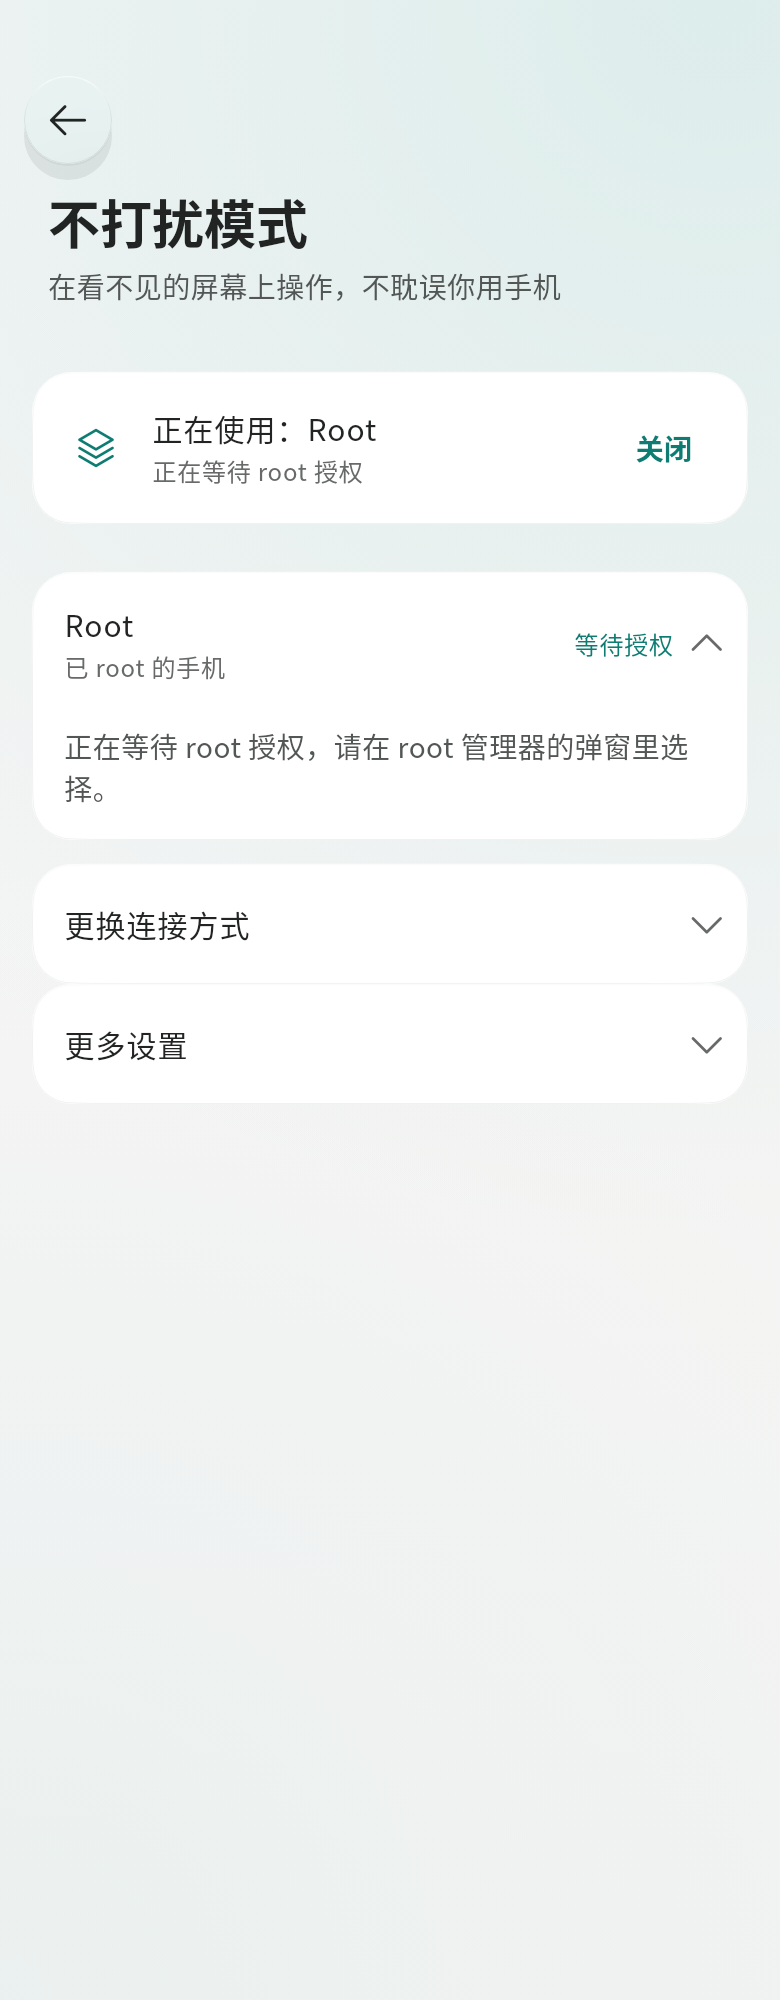 不打扰模式
在看不见的屏幕上操作，不耽误你用手机
正在使用：Root
正在等待 root 授权
关闭
Root
已 root 的手机
等待授权
正在等待 root 授权，请在 root 管理器的弹窗里选
择。
更换连接方式
更多设置